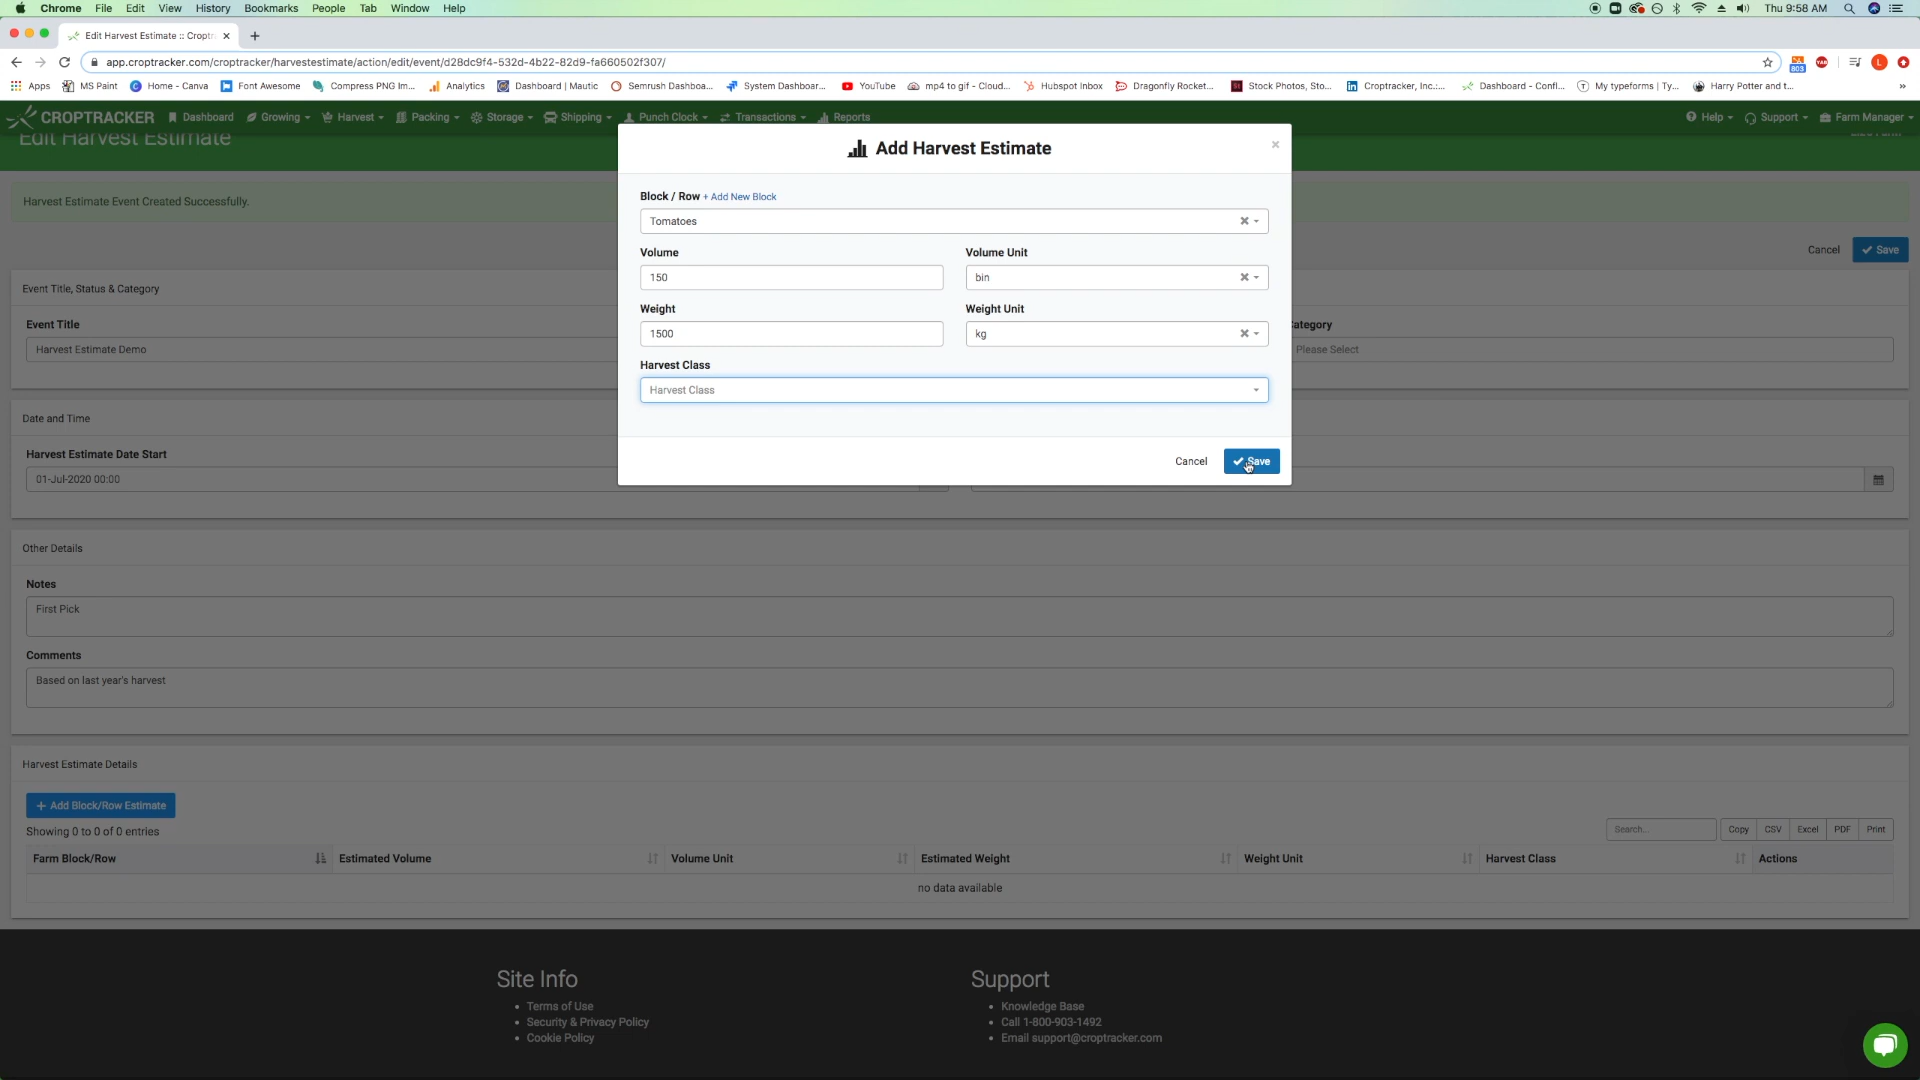 Chrome File Edit View History Bookmarks People Tab Window Help Thu 9:58 AM
Edit Harvest Estimate :: Croptr
app.croptracker.com/croptracker/harvestestimate/action/edit/event/d28dc9f4-532d-4b22-82d9-fa660502f307/
Apps MS Paint Home - Canva Font Awesome Compress PNG Im... Analytics Dashboard | Mautic Semrush Dashboa... System Dashboar... YouTube mp4 to gif - Cloud... Hubspot Inbox Dragonfly Rocket... Stock Photos, Sto... Croptracker, Inc.:... Dashboard - Confl... My typeforms | Ty... Harry Potter and t...
CROPTRACKER Dashboard Growing Harvest Packing Storage Shipping Punch Clock Transactions Reports Help Support Farm Manager
Edit Harvest Estimate
Add Harvest Estimate
Harvest Estimate Event Created Successfully.
Block / Row + Add New Block
Tomatoes
Volume Volume Unit
150 bin
Weight Weight Unit
1500 kg
Harvest Class
Harvest Class
Cancel Save
Cancel Save
Event Title, Status & Category
Event Title
Harvest Estimate Demo
Please Select
Date and Time
Harvest Estimate Date Start
01-Jul-2020 00:00
Other Details
Notes
First Pick
Comments
Based on last year's harvest
Harvest Estimate Details
+ Add Block/Row Estimate
Showing 0 to 0 of 0 entries
Search... Copy CSV Excel PDF Print
Farm Block/Row Estimated Volume Volume Unit Estimated Weight Weight Unit Harvest Class Actions
no data available
Site Info
Terms of Use
Security & Privacy Policy
Cookie Policy
Support
Knowledge Base
Call 1-800-903-1492
Email support@croptracker.com